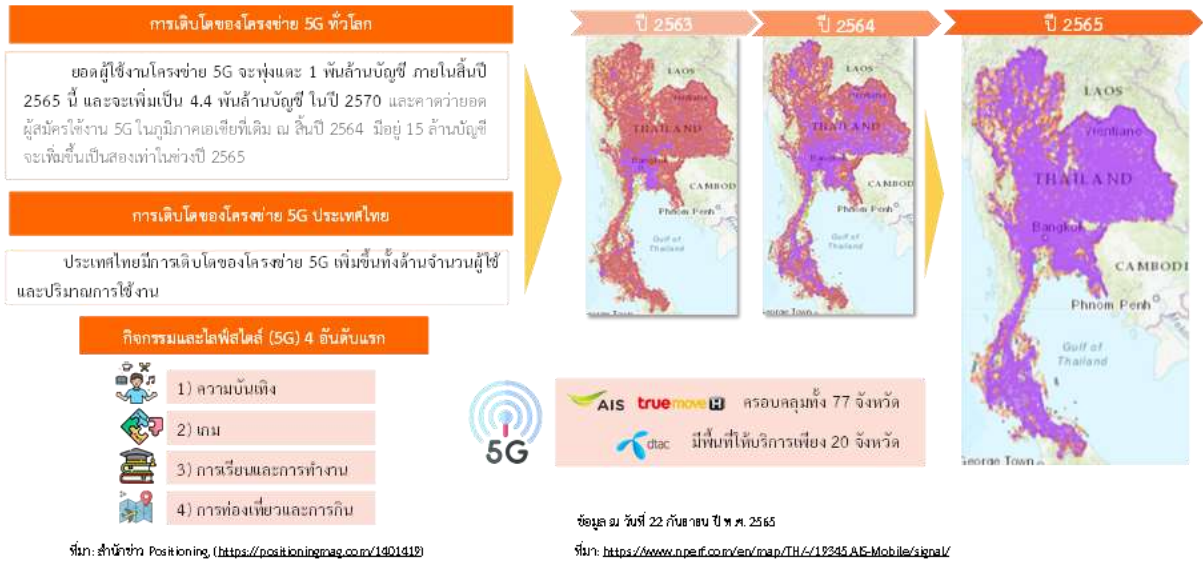 การเติบโตของโครงข่าย 5G ทั่วโลก
ยอดผู้ใช้งานโครงข่าย 5G จะพุ่งแตะ 1 พันล้านบัญชี ภายในสิ้นปี
2565 นี้ และจะเพิ่มเป็น 4.4 พันล้านบัญชี ในปี 2570 และคาดว่ายอด
ผู้สมัครใช้งาน 5G ในภูมิภาคเอเชียที่เดิม ณ สิ้นปี 2564 มีอยู่ 15 ล้านบัญชี
จะเพิ่มขึ้นเป็นสองเท่าในช่วงปี 2565
การเติบโตของโครงข่าย 5G ประเทศไทย
ประเทศไทยมีการเติบโตของโครงข่าย 5G เพิ่มขึ้นทั้งด้านจำนวนผู้ใช้
และปริมาณการใช้งาน
กิจกรรมและไลฟ์สไตล์ (5G) 4 อันดับแรก
1) ความบันเทิง
2) เกม
3) การเรียนและการทำงาน
4) การท่องเที่ยวและการกิน
ที่มา: สำนักข่าว Positioning, (https://positioningmag.com/1401419)
ปี 2563
LAOS
Vientiane
THAILAND
Bangkok
CAMBOD
Phnom Penh
Gulf of
Thailand
George Town
ปี 2564
LAOS
Vientiane
THAILAND
Bangkok
CAMBOD
Phnom Penh
Gulf of
Thailand
George Town
ปี 2565
LAOS
Vientiane
THAILAND
Bangkok
CAMBODI
Phnom Penh
Gulf of
Thailand
George Town
5G
AIS truemove H ครอบคลุมทั้ง 77 จังหวัด
dtac มีพื้นที่ให้บริการเพียง 20 จังหวัด
ข้อมูล ณ วันที่ 22 กันยายน ปี พ.ศ. 2565
ที่มา: https://www.nperf.com/en/map/TH/-/19345.AIS-Mobile/signal/